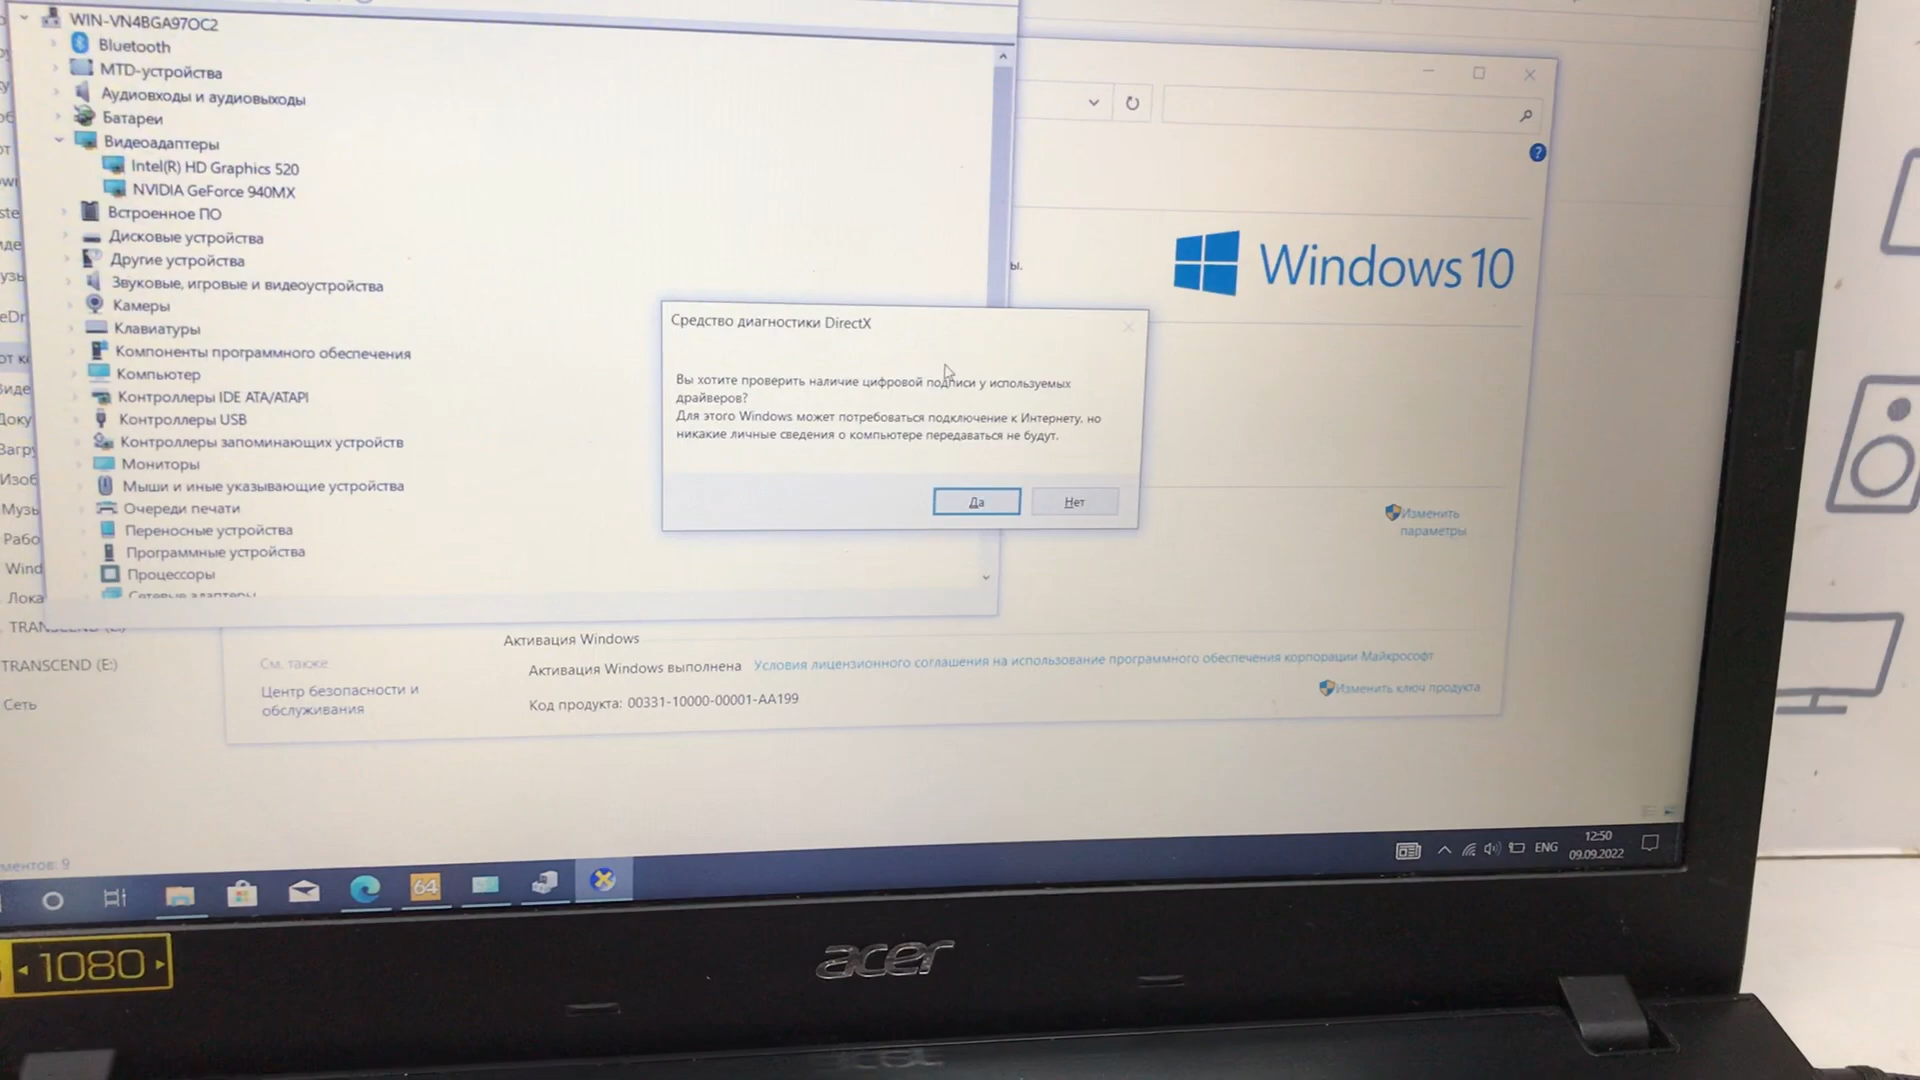 WIN-VN4BGA97OC2
Bluetooth
MTD-устройства
Аудиовходы и аудиовыходы
Батареи
Видеоадаптеры
Intel(R) HD Graphics 520
NVIDIA GeForce 940MX
Встроенное ПО
Дисковые устройства
Другие устройства
Звуковые, игровые и видеоустройства
Камеры
Клавиатуры
Компоненты программного обеспечения
Компьютер
Контроллеры IDE ATA/ATAPI
Контроллеры USB
Контроллеры запоминающих устройств
Мониторы
Мыши и иные указывающие устройства
Очереди печати
Переносные устройства
Программные устройства
Процессоры
Сетевые адаптеры
TRANSCEND (E:)
Сеть
ы.
Windows 10
Средство диагностики DirectX
Вы хотите проверить наличие цифровой подписи у используемых
драйверов?
Для этого Windows может потребоваться подключение к Интернету, но
никакие личные сведения о компьютере передаваться не будут.
Да
Нет
Изменить
параметры
Активация Windows
Активация Windows выполнена Условия лицензионного соглашения на использование программного обеспечения корпорации Майкрософт
Код продукта: 00331-10000-00001-AA199
Изменить ключ продукта
См. также
Центр безопасности и
обслуживания
ментов: 9
64
ENG
12:50
09.09.2022
1080
acer